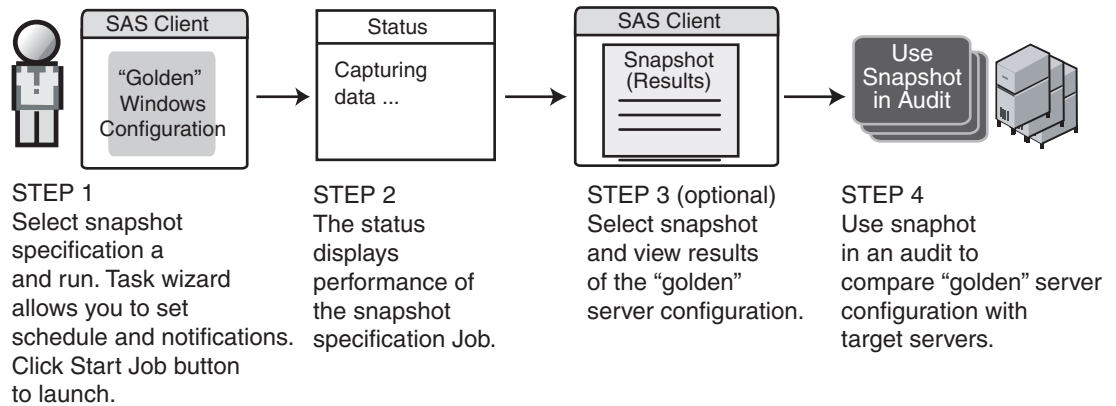 SAS Client
“Golden”
Windows
Configuration
Status
Capturing
data ...
SAS Client
Snapshot
(Results)
Use
Snapshot
in Audit
STEP 1
Select snapshot
specification a
and run. Task wizard
allows you to set
schedule and notifications.
Click Start Job button
to launch.
STEP 2
The status
displays
performance of
the snapshot
specification Job.
STEP 3 (optional)
Select snapshot
and view results
of the “golden”
server configuration.
STEP 4
Use snaphot
in an audit to
compare “golden” server
configuration with
target servers.